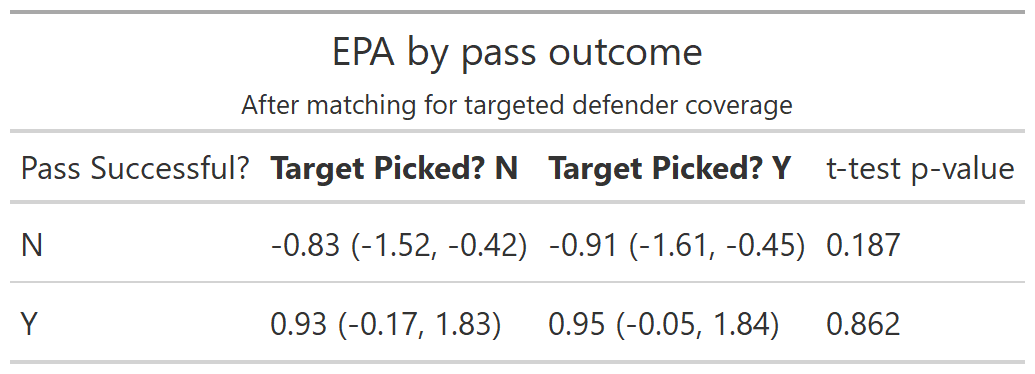 EPA by pass outcome
After matching for targeted defender coverage
Pass Successful? Target Picked? N Target Picked? Y t-test p-value
N -0.83 (-1.52, -0.42) -0.91 (-1.61, -0.45) 0.187
Y 0.93 (-0.17, 1.83) 0.95 (-0.05, 1.84) 0.862